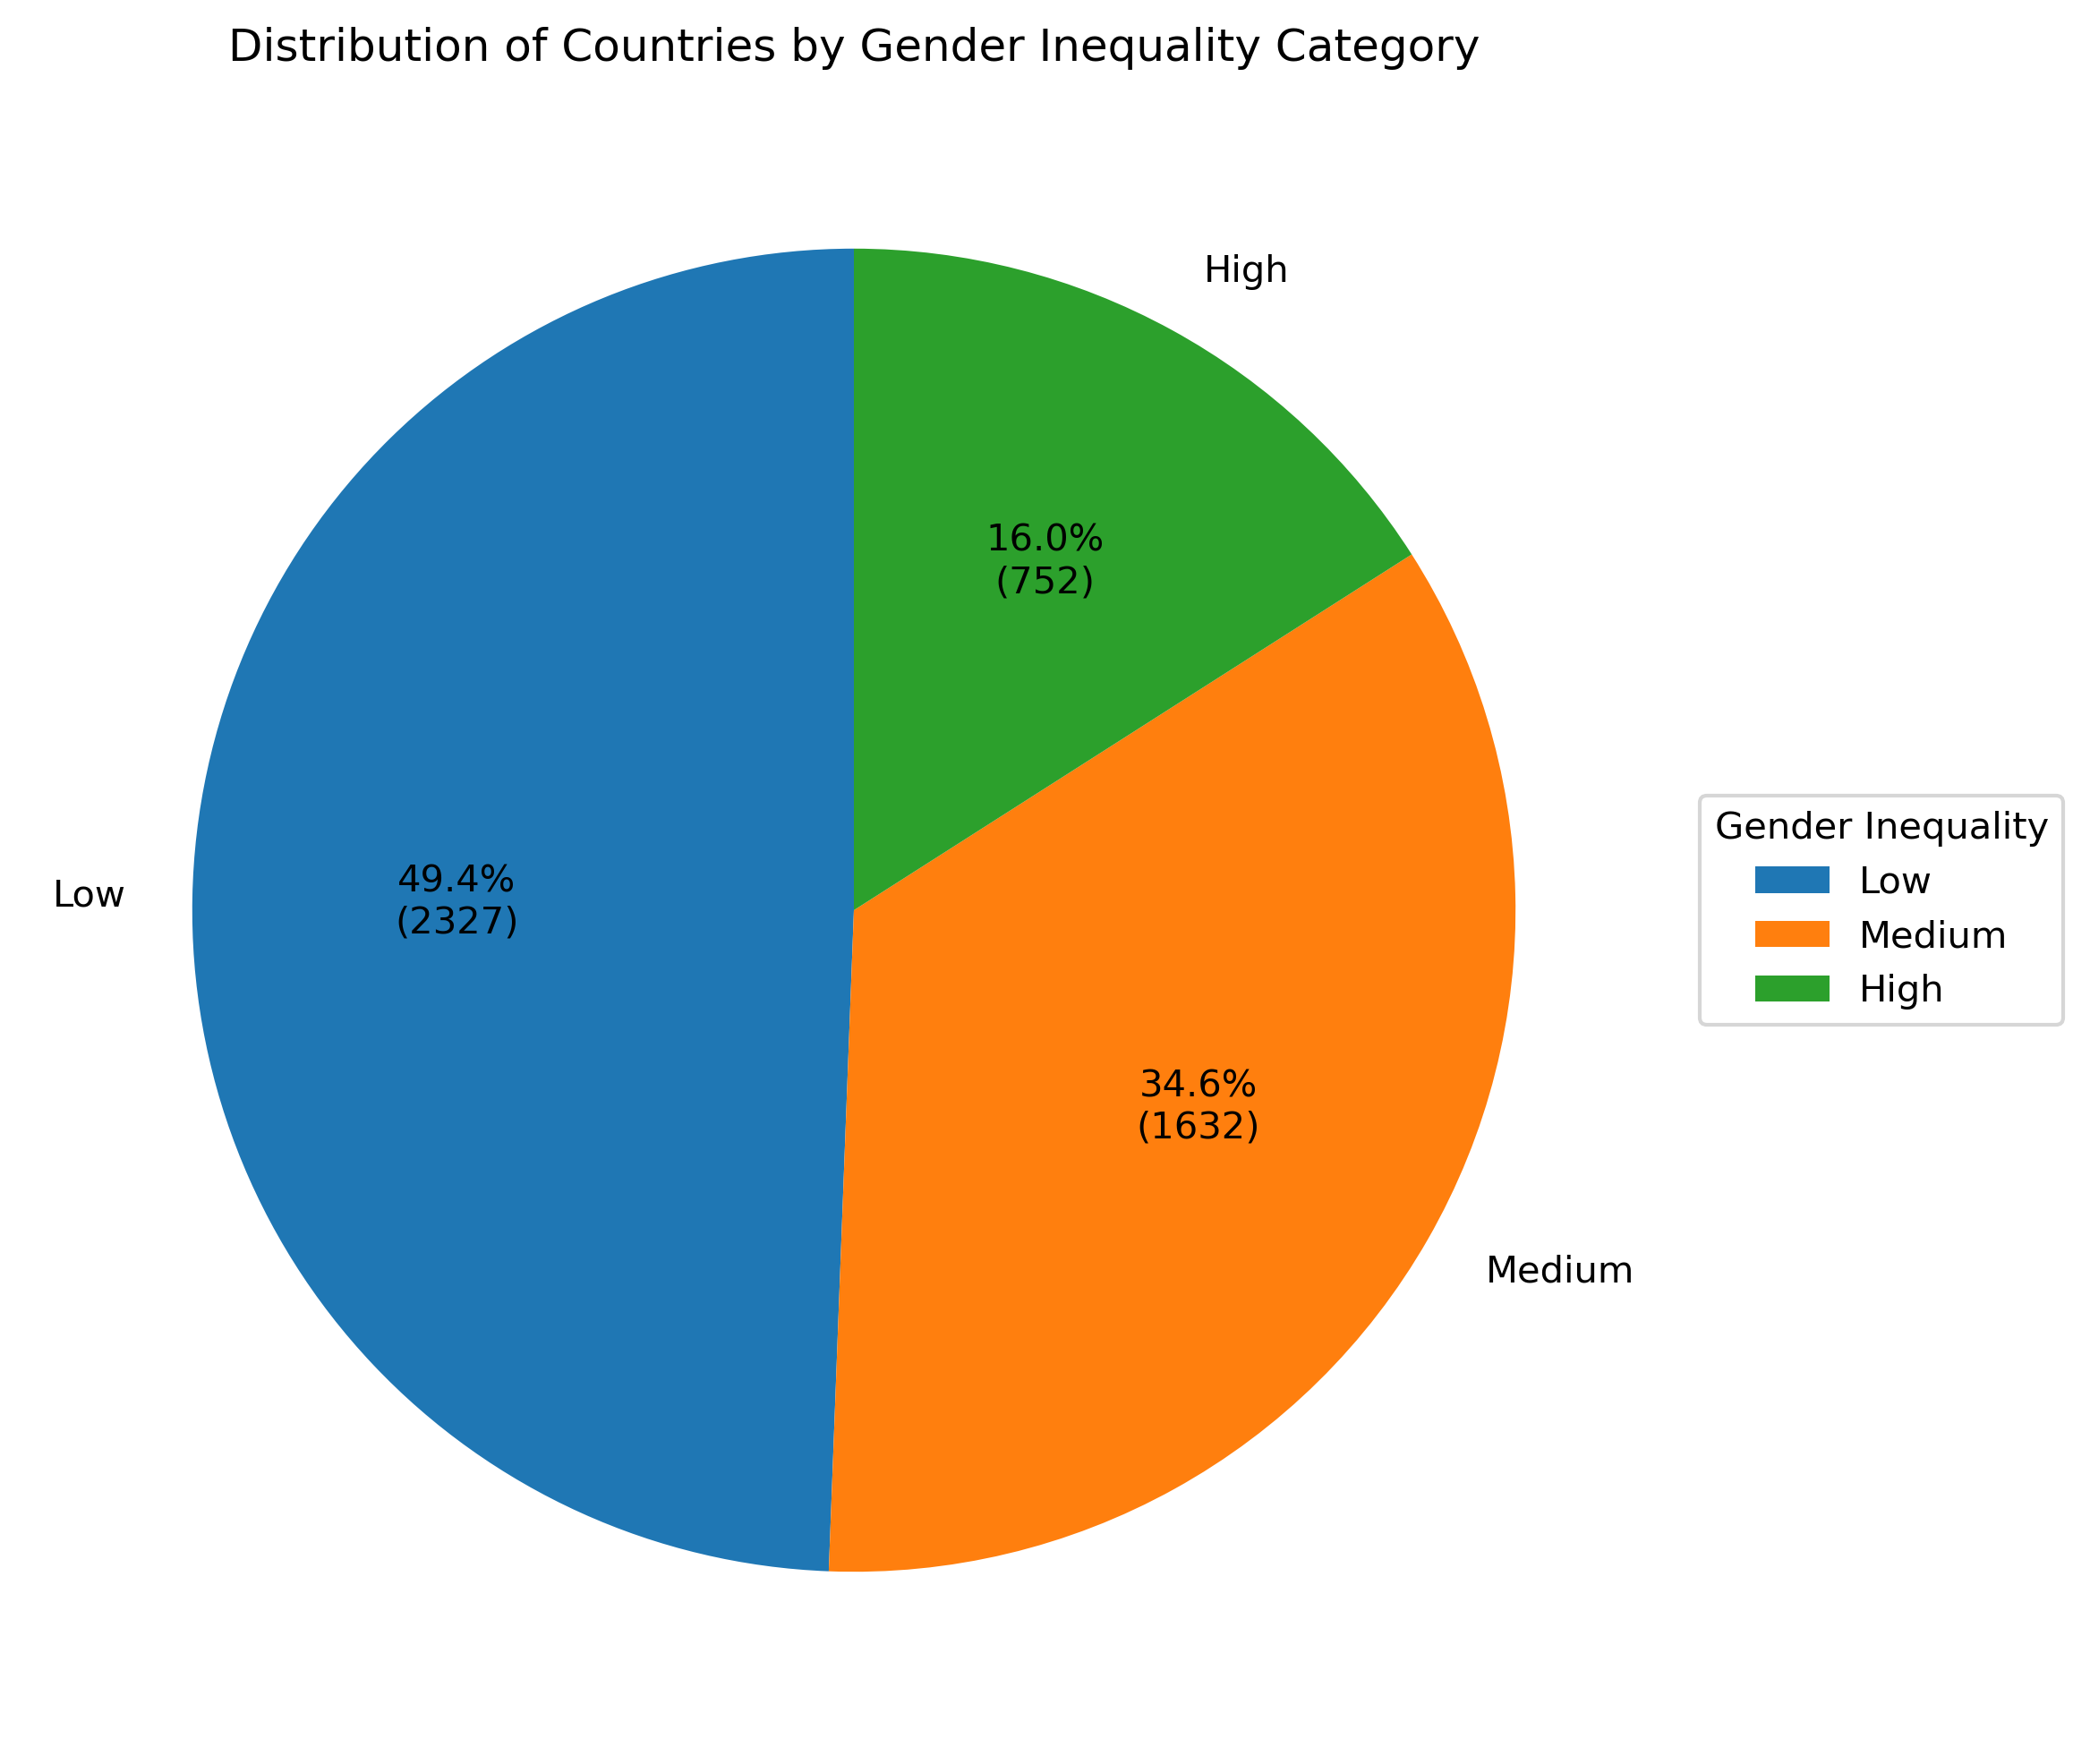 Distribution of Countries by Gender Inequality Category
High
16.0%
(752)
Low
49.4%
(2327)
34.6%
(1632)
Medium
Gender Inequality
Low
Medium
High